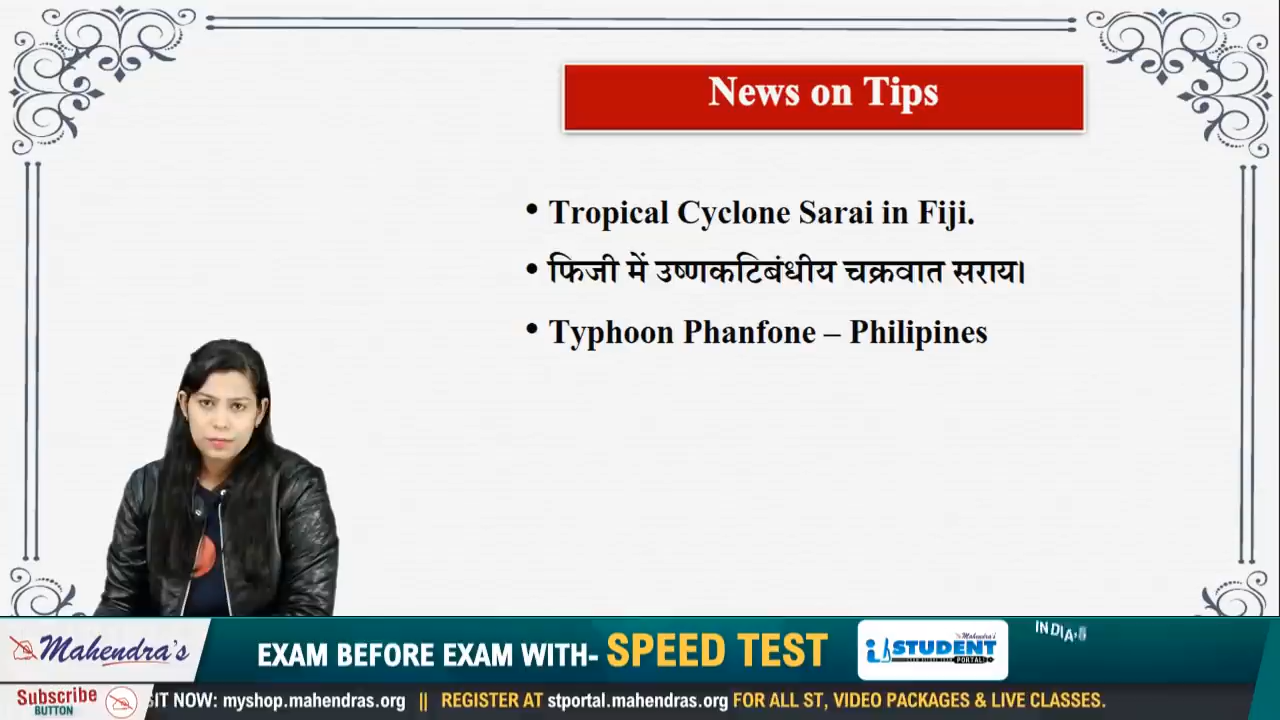 News on Tips
• Tropical Cyclone Sarai in Fiji.
• फिजी में उष्णकटिबंधीय चक्रवात सराय।
• Typhoon Phanfone – Philipines
Mahendra's
EXAM BEFORE EXAM WITH- SPEED TEST
STUDENT
PORTAL
INDIA'S
Subscribe
BUTTON
SIT NOW: myshop.mahendras.org || REGISTER AT stportal.mahendras.org FOR ALL ST, VIDEO PACKAGES & LIVE CLASSES.